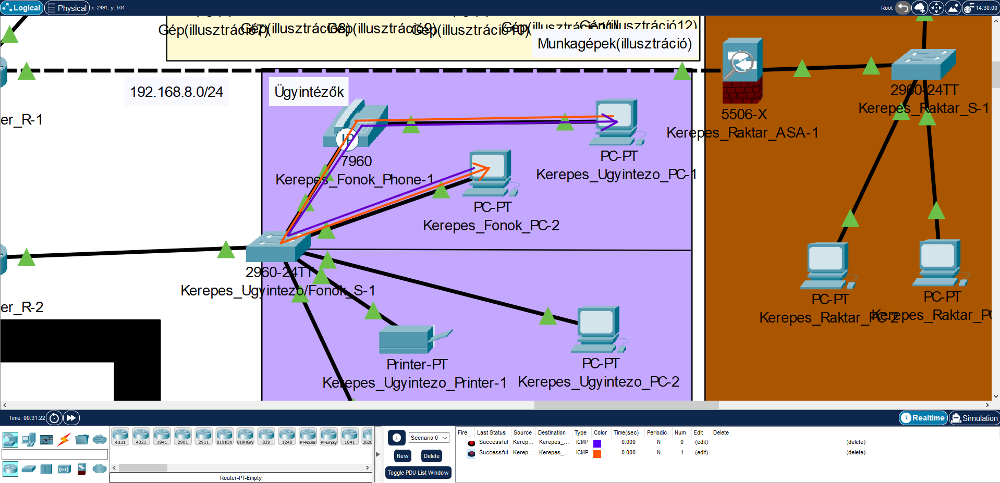 Logical
Physical
x: 2491, y: 504
Root
14:30:00
Gép(illusztráció7)
Gép(illusztráció8)
Gép(illusztráció9)
Gép(illusztráció10)
Gép(illusztráció12)
Munkagépek(illusztráció)
192.168.8.0/24
Ügyintézők
er_R-1
IP
7960
Kerepes_Fonok_Phone-1
PC-PT
Kerepes_Ugyintezo_PC-1
PC-PT
Kerepes_Fonok_PC-2
5506-X
Kerepes_Raktar_ASA-1
2960-24TT
Kerepes_Raktar_S-1
2960-24TT
Kerepes_Ugyintezo/Fonok_S-1
er_R-2
PC-PT
Kerepes_Raktar_PC-2
PC-PT
Kerepes_Raktar_PC
Printer-PT
Kerepes_Ugyintezo_Printer-1
PC-PT
Kerepes_Ugyintezo_PC-2
Time: 00:31:22
Realtime
Simulation
4331
4321
1941
2901
2911
819IOX
819HGW
829
1240
PT-Router
PT-Empty
1841
2620
Router-PT-Empty
Scenario 0
New
Delete
Toggle PDU List Window
Fire Last Status Source Destination Type Color Time(sec) Periodic Num Edit Delete
Successful Kerep... Kerepes_... ICMP 0.000 N 0 (edit) (delete)
Successful Kerep... Kerepes_... ICMP 0.000 N 1 (edit) (delete)